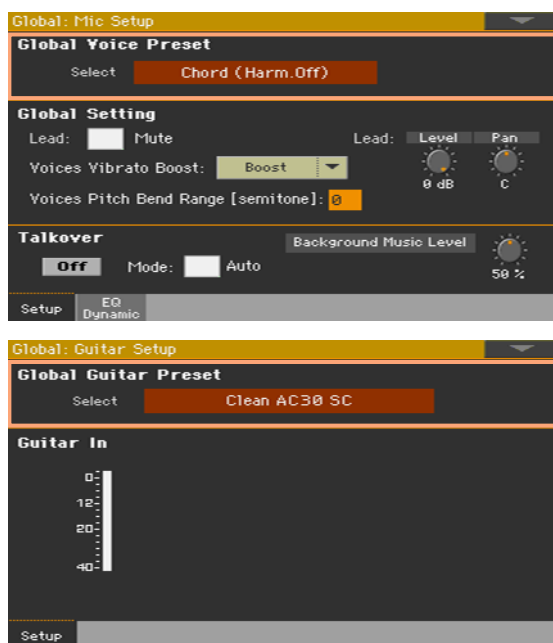 Global: Mic Setup
Global Voice Preset
Select Chord (Harm.Off)
Global Setting
Lead: Mute Lead: Level Pan
Voices Vibrato Boost: Boost
0 dB C
Voices Pitch Bend Range [semitone]: 0
Talkover Background Music Level
Off Mode: Auto
50 %
Setup EQ Dynamic
Global: Guitar Setup
Global Guitar Preset
Select Clean AC30 SC
Guitar In
0
12
20
40
Setup